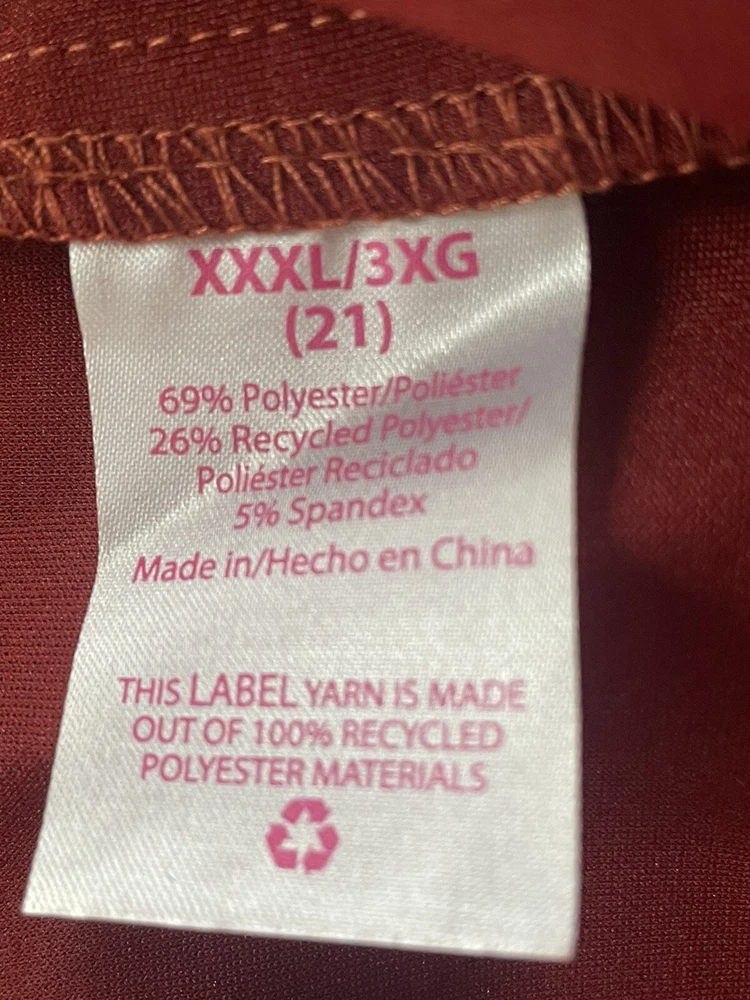 XXXL/3XG
(21)
69% Polyester/Poliéster
26% Recycled Polyester/
Poliéster Reciclado
5% Spandex
Made in/Hecho en China
THIS LABEL YARN IS MADE
OUT OF 100% RECYCLED
POLYESTER MATERIALS